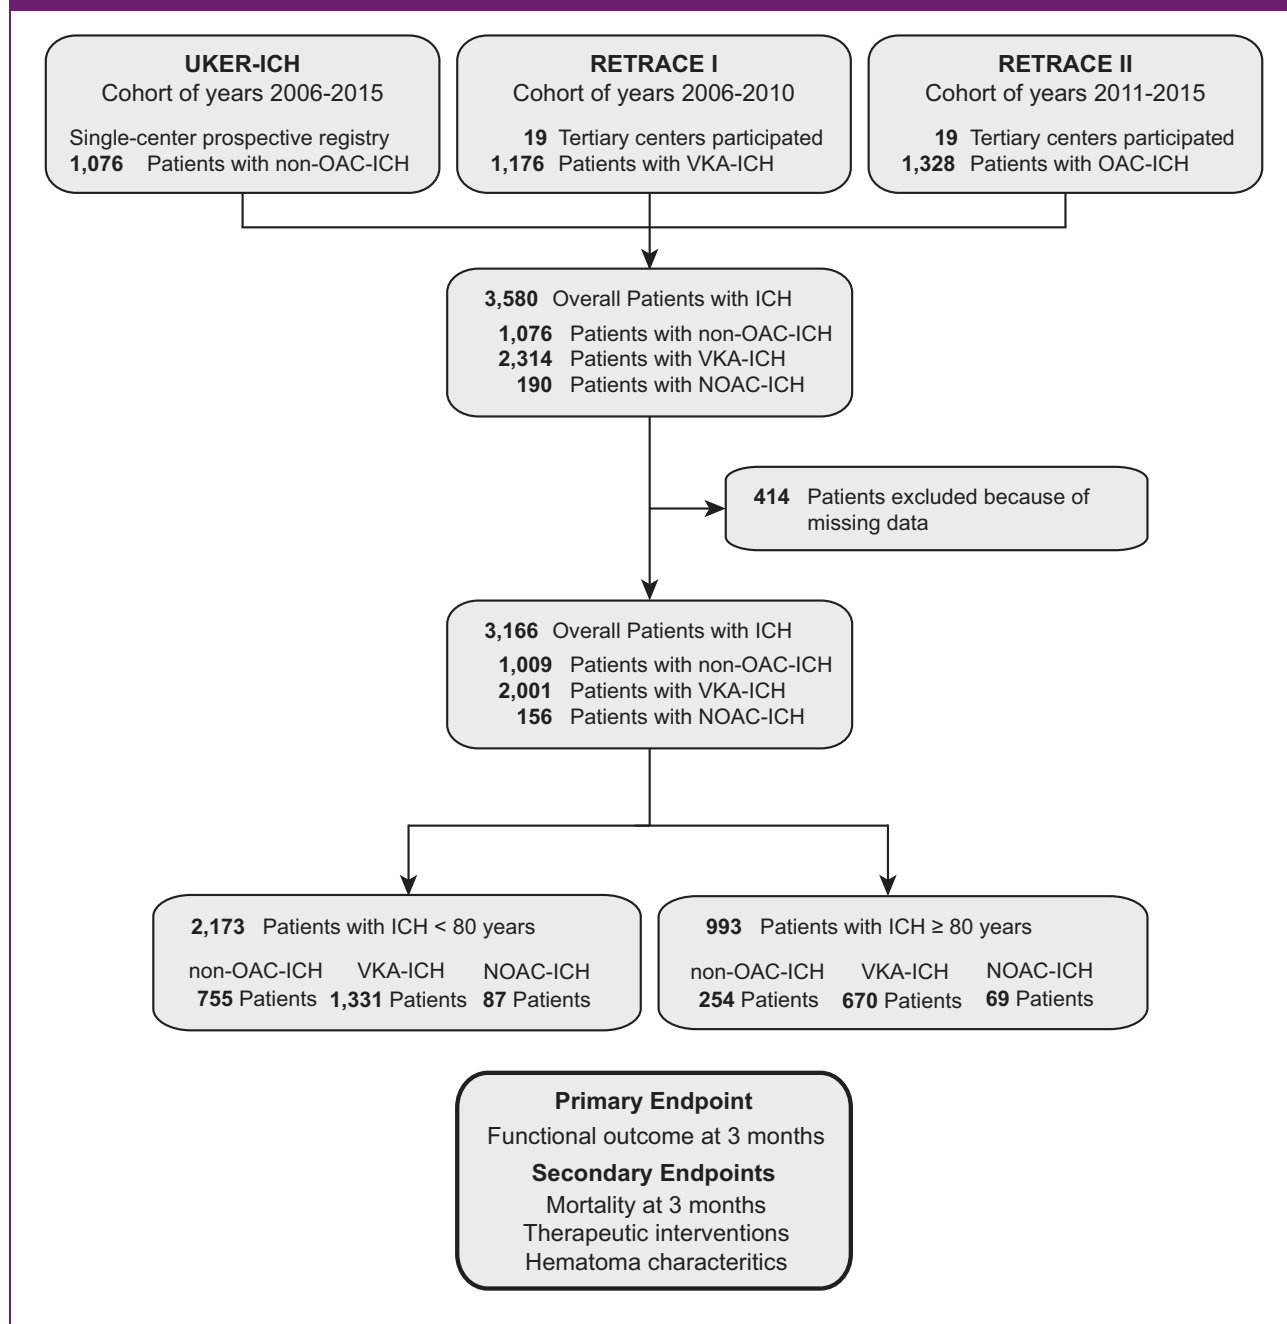 UKER-ICH
Cohort of years 2006-2015
Single-center prospective registry
1,076 Patients with non-OAC-ICH
RETRACE I
Cohort of years 2006-2010
19 Tertiary centers participated
1,176 Patients with VKA-ICH
RETRACE II
Cohort of years 2011-2015
19 Tertiary centers participated
1,328 Patients with OAC-ICH
3,580 Overall Patients with ICH
1,076 Patients with non-OAC-ICH
2,314 Patients with VKA-ICH
190 Patients with NOAC-ICH
414 Patients excluded because of
missing data
3,166 Overall Patients with ICH
1,009 Patients with non-OAC-ICH
2,001 Patients with VKA-ICH
156 Patients with NOAC-ICH
2,173 Patients with ICH < 80 years
non-OAC-ICH VKA-ICH NOAC-ICH
755 Patients 1,331 Patients 87 Patients
993 Patients with ICH ≥ 80 years
non-OAC-ICH VKA-ICH NOAC-ICH
254 Patients 670 Patients 69 Patients
Primary Endpoint
Functional outcome at 3 months
Secondary Endpoints
Mortality at 3 months
Therapeutic interventions
Hematoma characteritics